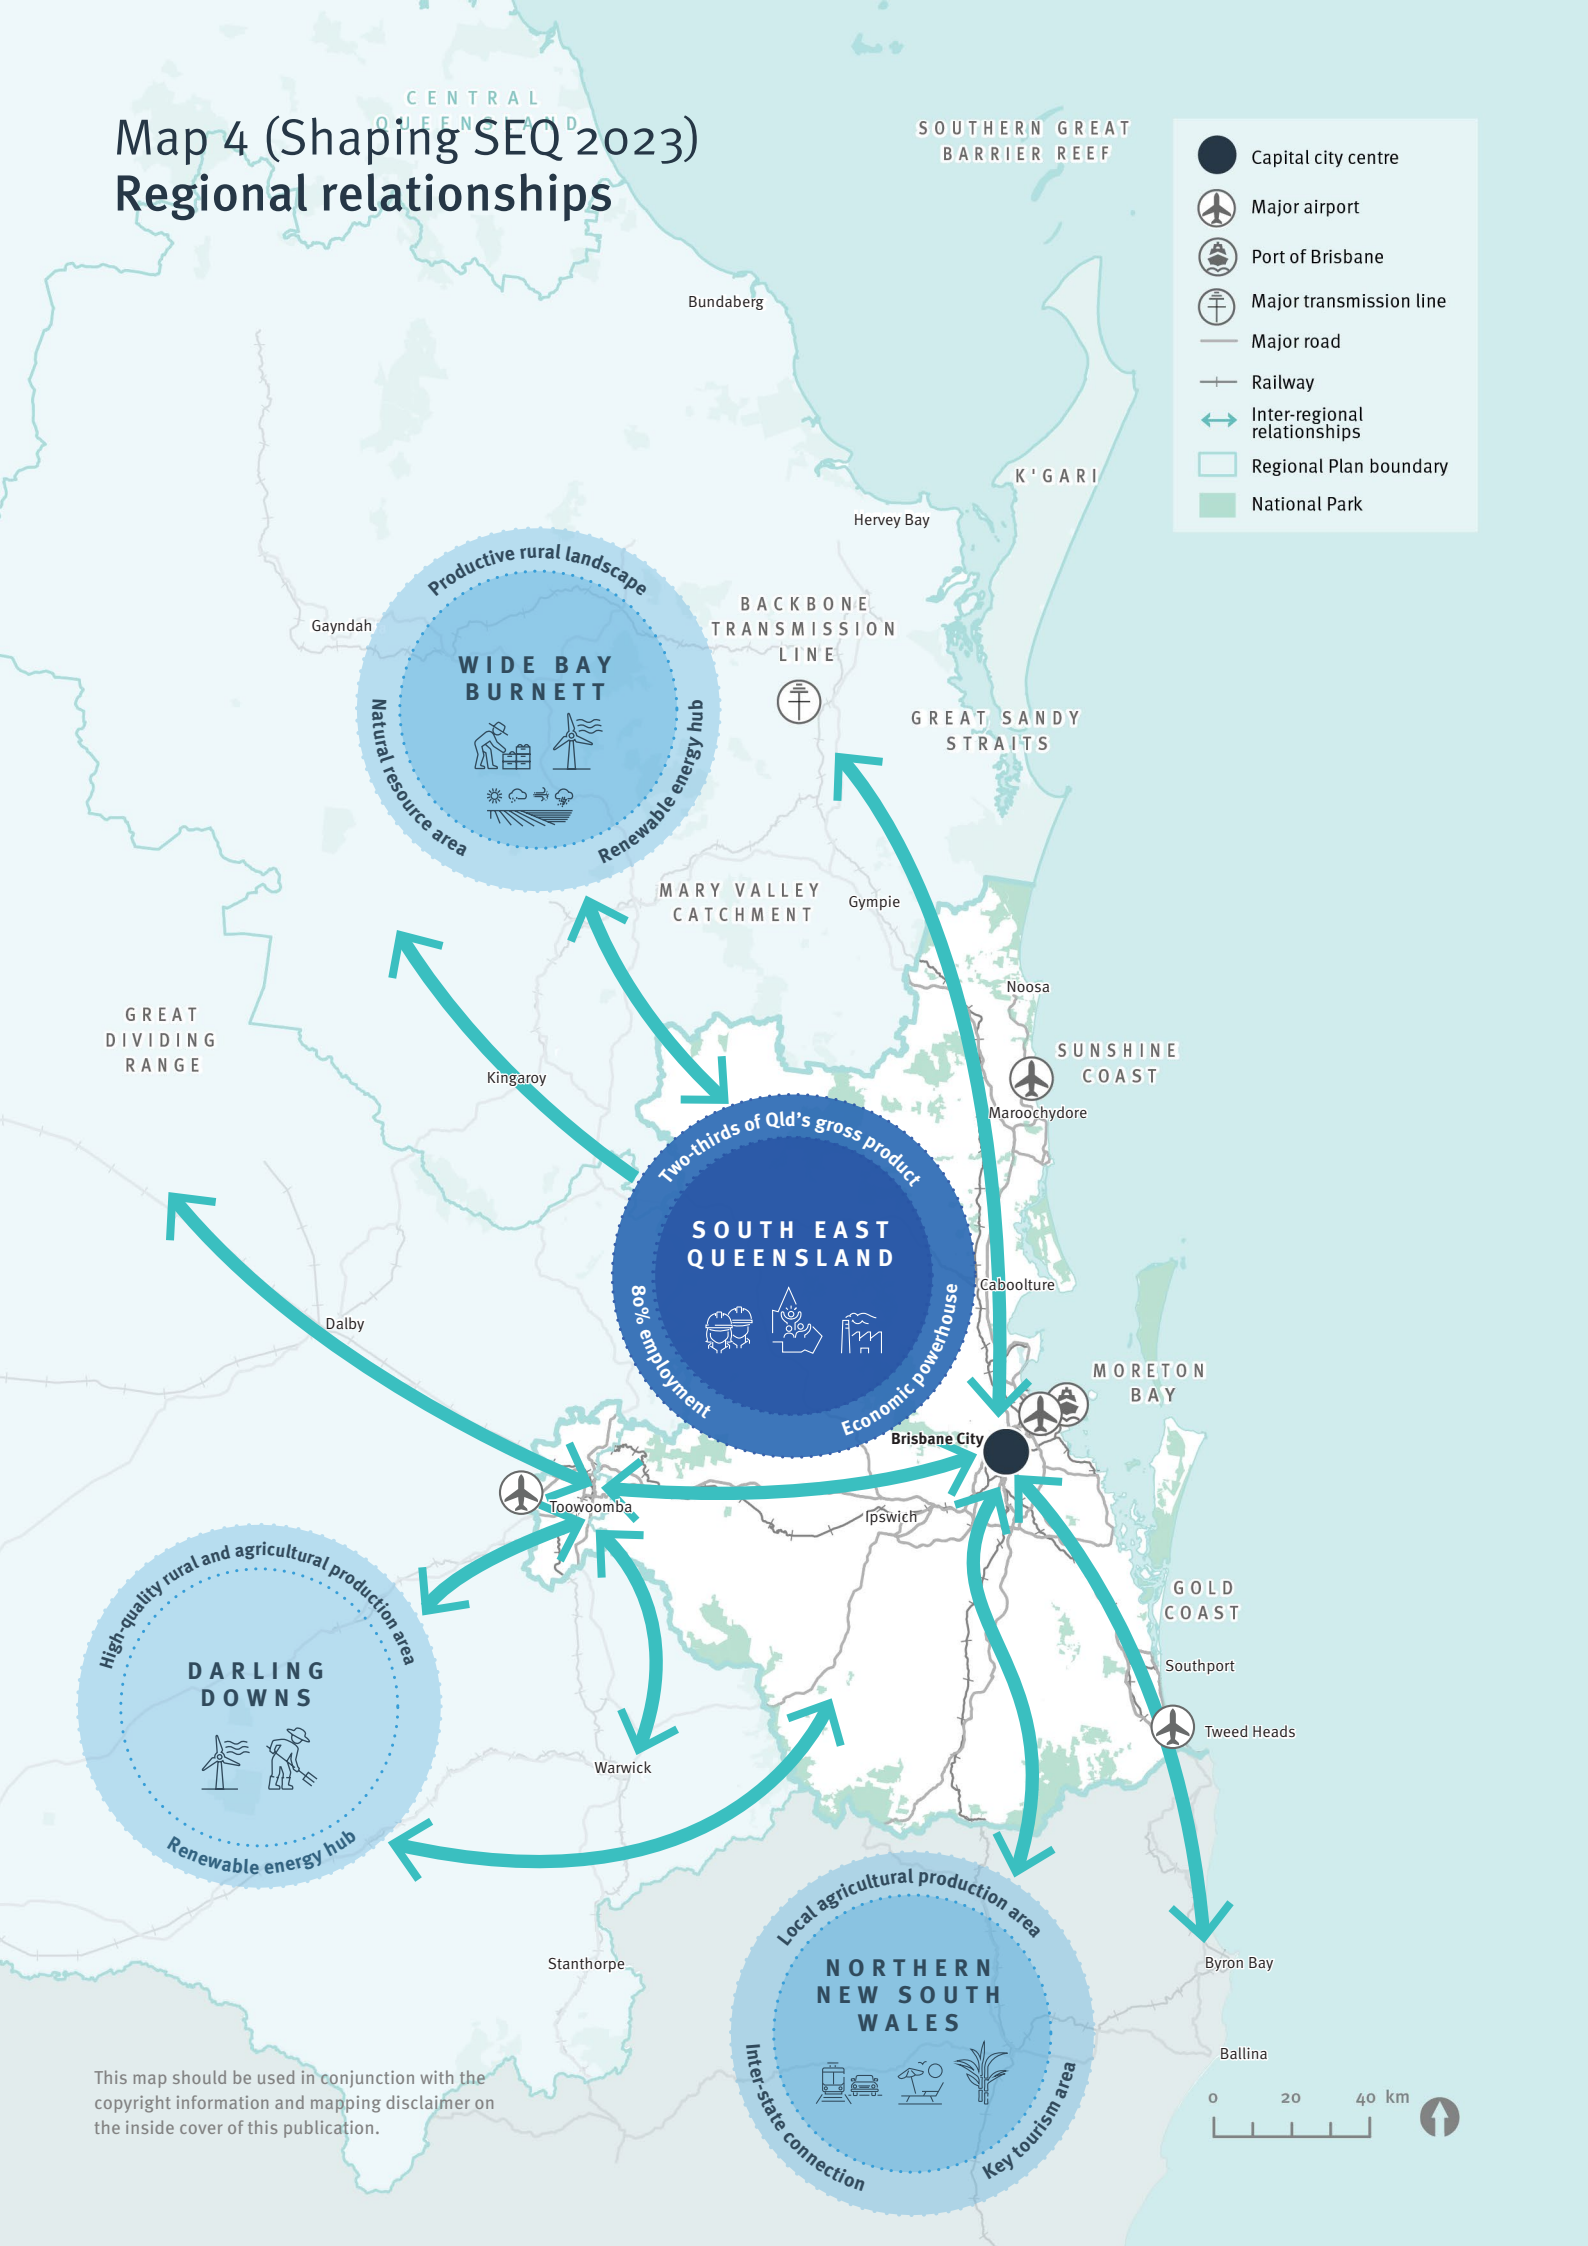 CENTRAL
QUEENSLAND
Map 4 (Shaping SEQ 2023)
Regional relationships
SOUTHERN GREAT
BARRIER REEF
Capital city centre
Major airport
Port of Brisbane
Major transmission line
Major road
Railway
Inter-regional
relationships
Regional Plan boundary
National Park
Bundaberg
K'GARI
Hervey Bay
Productive rural landscape
Gayndah
BACKBONE
TRANSMISSION
LINE
WIDE BAY
BURNETT
Natural resource area
Renewable energy hub
GREAT SANDY
STRAITS
MARY VALLEY
CATCHMENT
Gympie
Noosa
GREAT
DIVIDING
RANGE
SUNSHINE
COAST
Kingaroy
Maroochydore
Two-thirds of Qld's gross product
SOUTH EAST
QUEENSLAND
80% employment
Economic powerhouse
Caboolture
Dalby
MORETON
BAY
Brisbane City
Toowoomba
Ipswich
High-quality rural and agricultural production area
GOLD
COAST
DARLING
DOWNS
Southport
Tweed Heads
Warwick
Renewable energy hub
Local agricultural production area
Stanthorpe
Byron Bay
NORTHERN
NEW SOUTH
WALES
Inter-state connection
Key tourism area
Ballina
This map should be used in conjunction with the
copyright information and mapping disclaimer on
the inside cover of this publication.
0 20 40 km